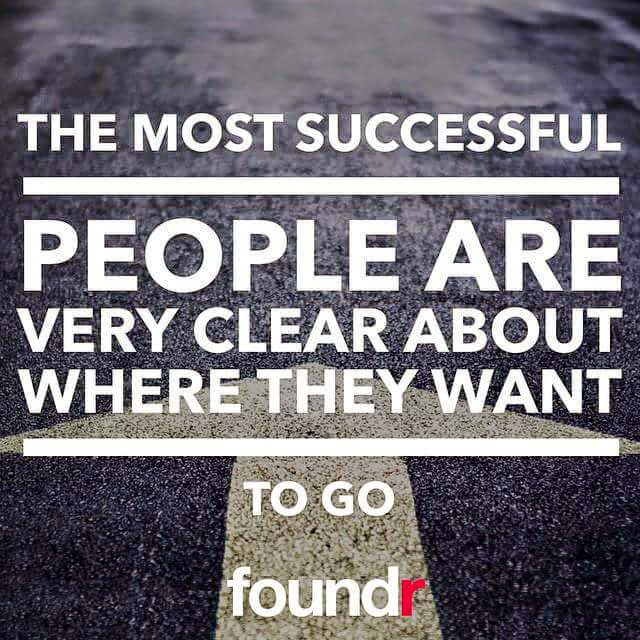 THE MOST SUCCESSFUL
PEOPLE ARE
VERY CLEAR ABOUT
WHERE THEY WANT
TO GO
foundr